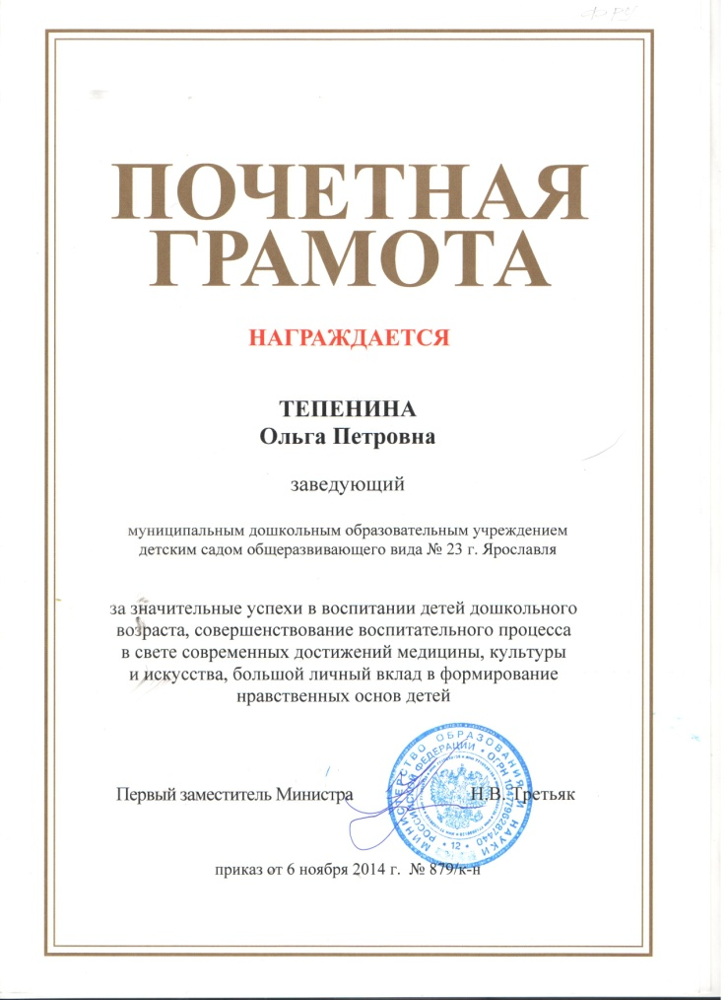 ПОЧЕТНАЯ
ГРАМОТА
НАГРАЖДАЕТСЯ
ТЕПЕНИНА
Ольга Петровна
заведующий
муниципальным дошкольным образовательным учреждением
детским садом общеразвивающего вида № 23 г. Ярославля
за значительные успехи в воспитании детей дошкольного
возраста, совершенствование воспитательного процесса
в свете современных достижений медицины, культуры
и искусства, большой личный вклад в формирование
нравственных основ детей
Первый заместитель Министра Н.В. Третьяк
МИНИСТЕРСТВО ОБРАЗОВАНИЯ И НАУКИ
РОССИЙСКОЙ ФЕДЕРАЦИИ • ОГРН
• 12 •
приказ от 6 ноября 2014 г. № 879/к-н